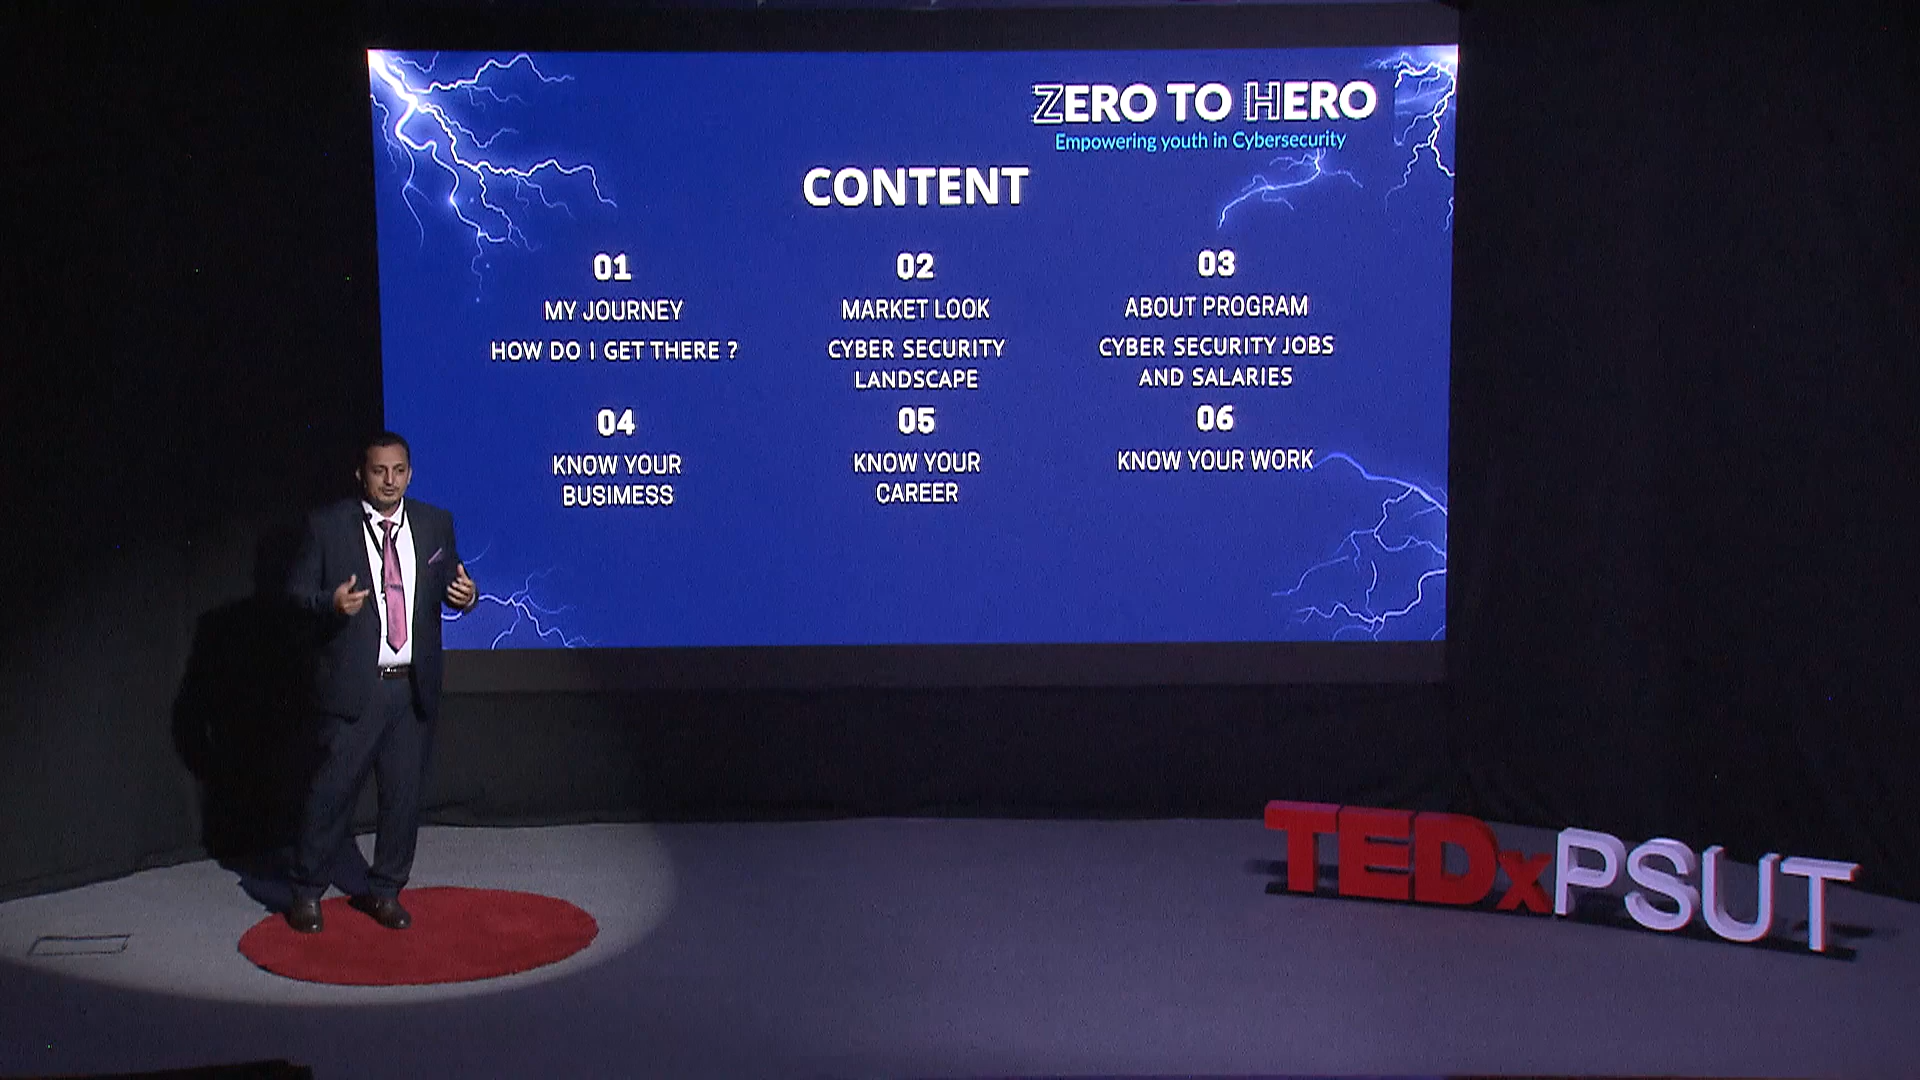 ZERO TO HERO
Empowering youth in Cybersecurity
CONTENT
01
MY JOURNEY
HOW DO I GET THERE ?
02
MARKET LOOK
CYBER SECURITY
LANDSCAPE
03
ABOUT PROGRAM
CYBER SECURITY JOBS
AND SALARIES
04
KNOW YOUR
BUSINESS
05
KNOW YOUR
CAREER
06
KNOW YOUR WORK
TEDxPSUT